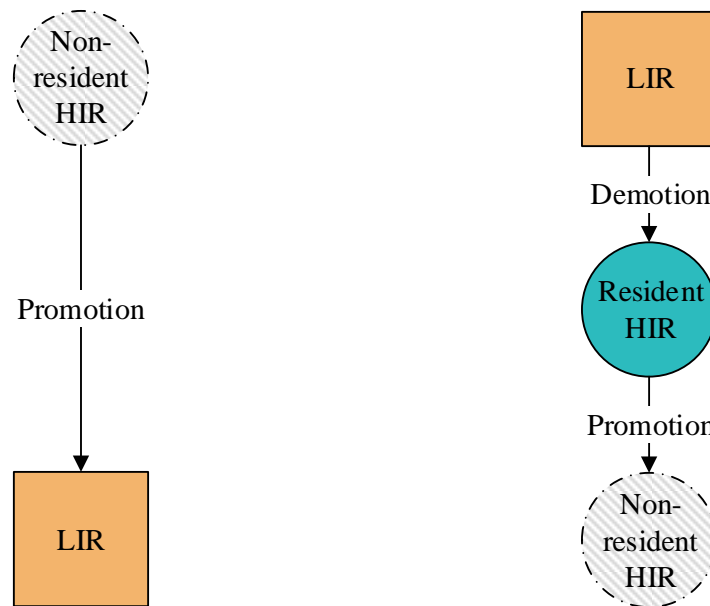 Non-
resident
HIR
Promotion
LIR
LIR
Demotion
Resident
HIR
Promotion
Non-
resident
HIR